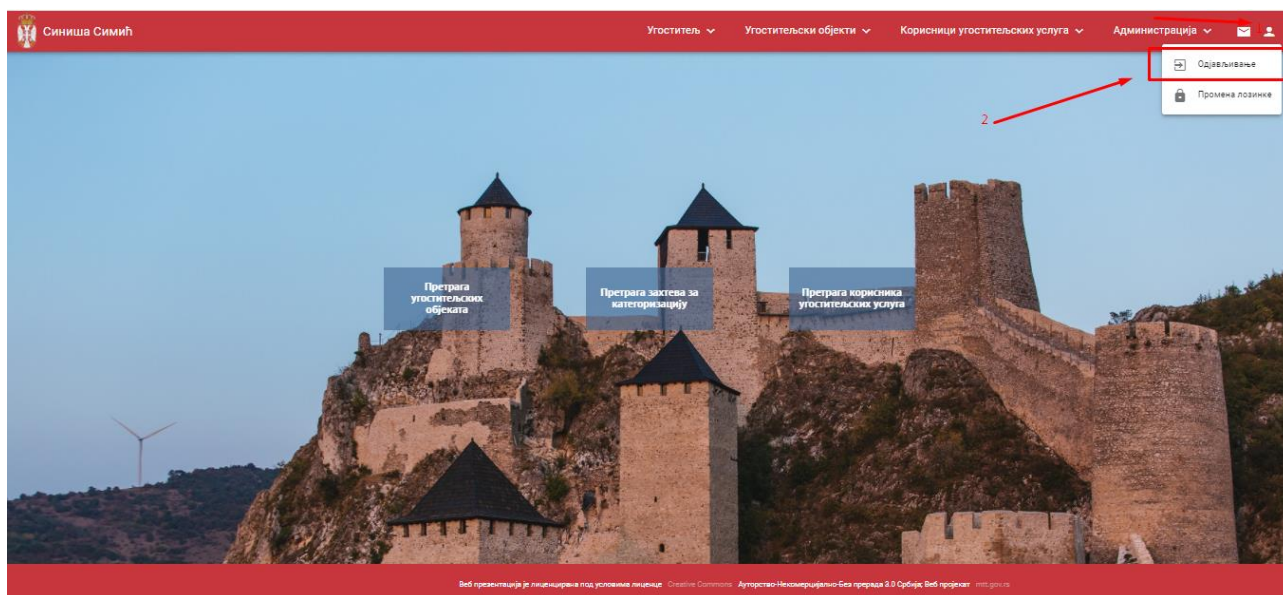 Синиша Симић
Угоститељ
Угоститељски објекти
Корисници угоститељских услуга
Администрација
Одјављивање
Промена лозинке
2
Претрага
угоститељских
објеката
Претрага захтева за
категоризацију
Претрага корисника
угоститељских услуга
Веб презентација је лиценцирана под условима лиценце Creative Commons Ауторство-Некомерцијално-Без прерада 3.0 Србија; Веб пројекат mtt.gov.rs